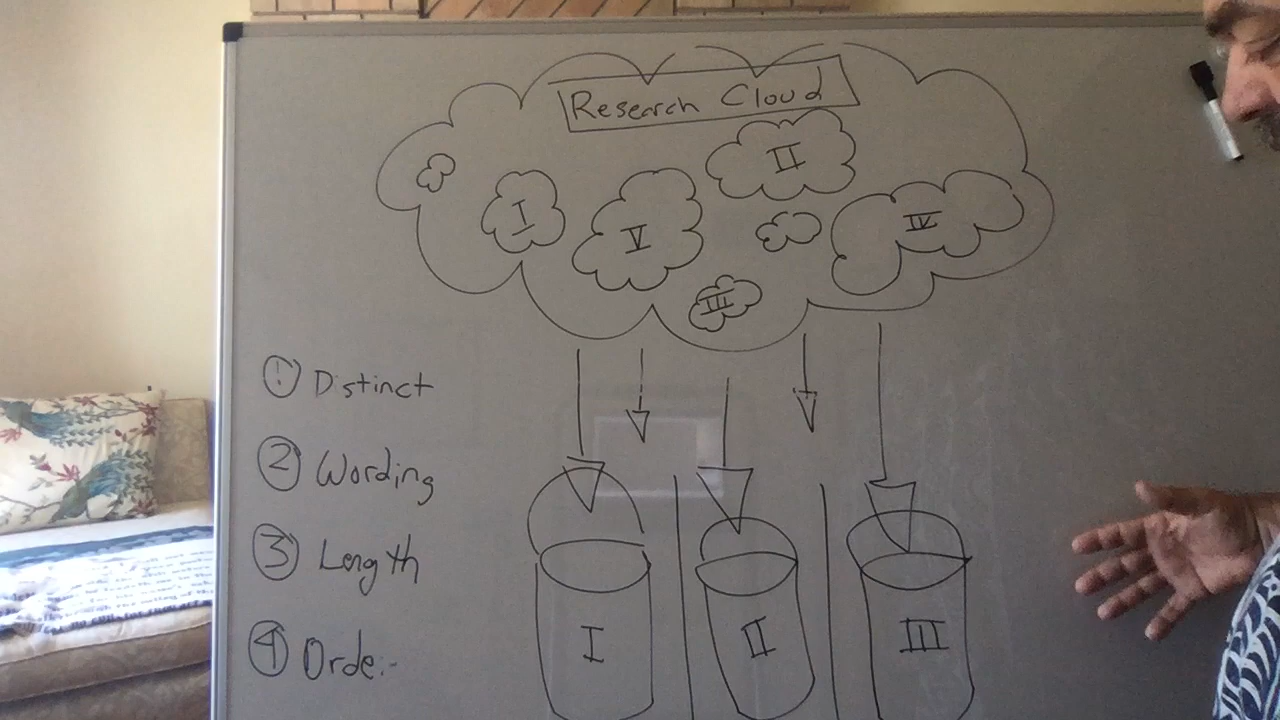 Research Cloud
I
V
II
IV
III
① Distinct
② Wording
③ Length
④ Order
I
II
III